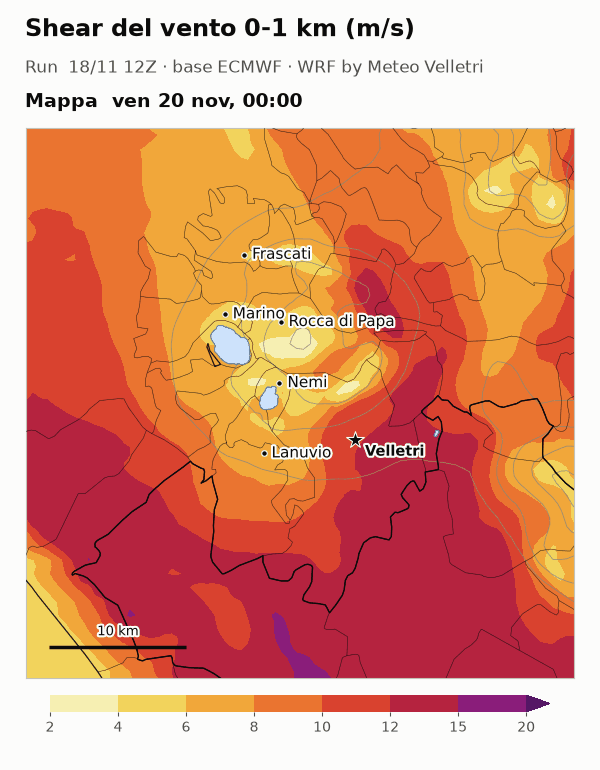 Shear del vento 0-1 km (m/s)
Run  18/11 12Z · base ECMWF · WRF by Meteo Velletri
Mappa  ven 20 nov, 00:00
Frascati
Marino
Rocca di Papa
Nemi
Velletri
Lanuvio
10 km
2 4 6 8 10 12 15 20